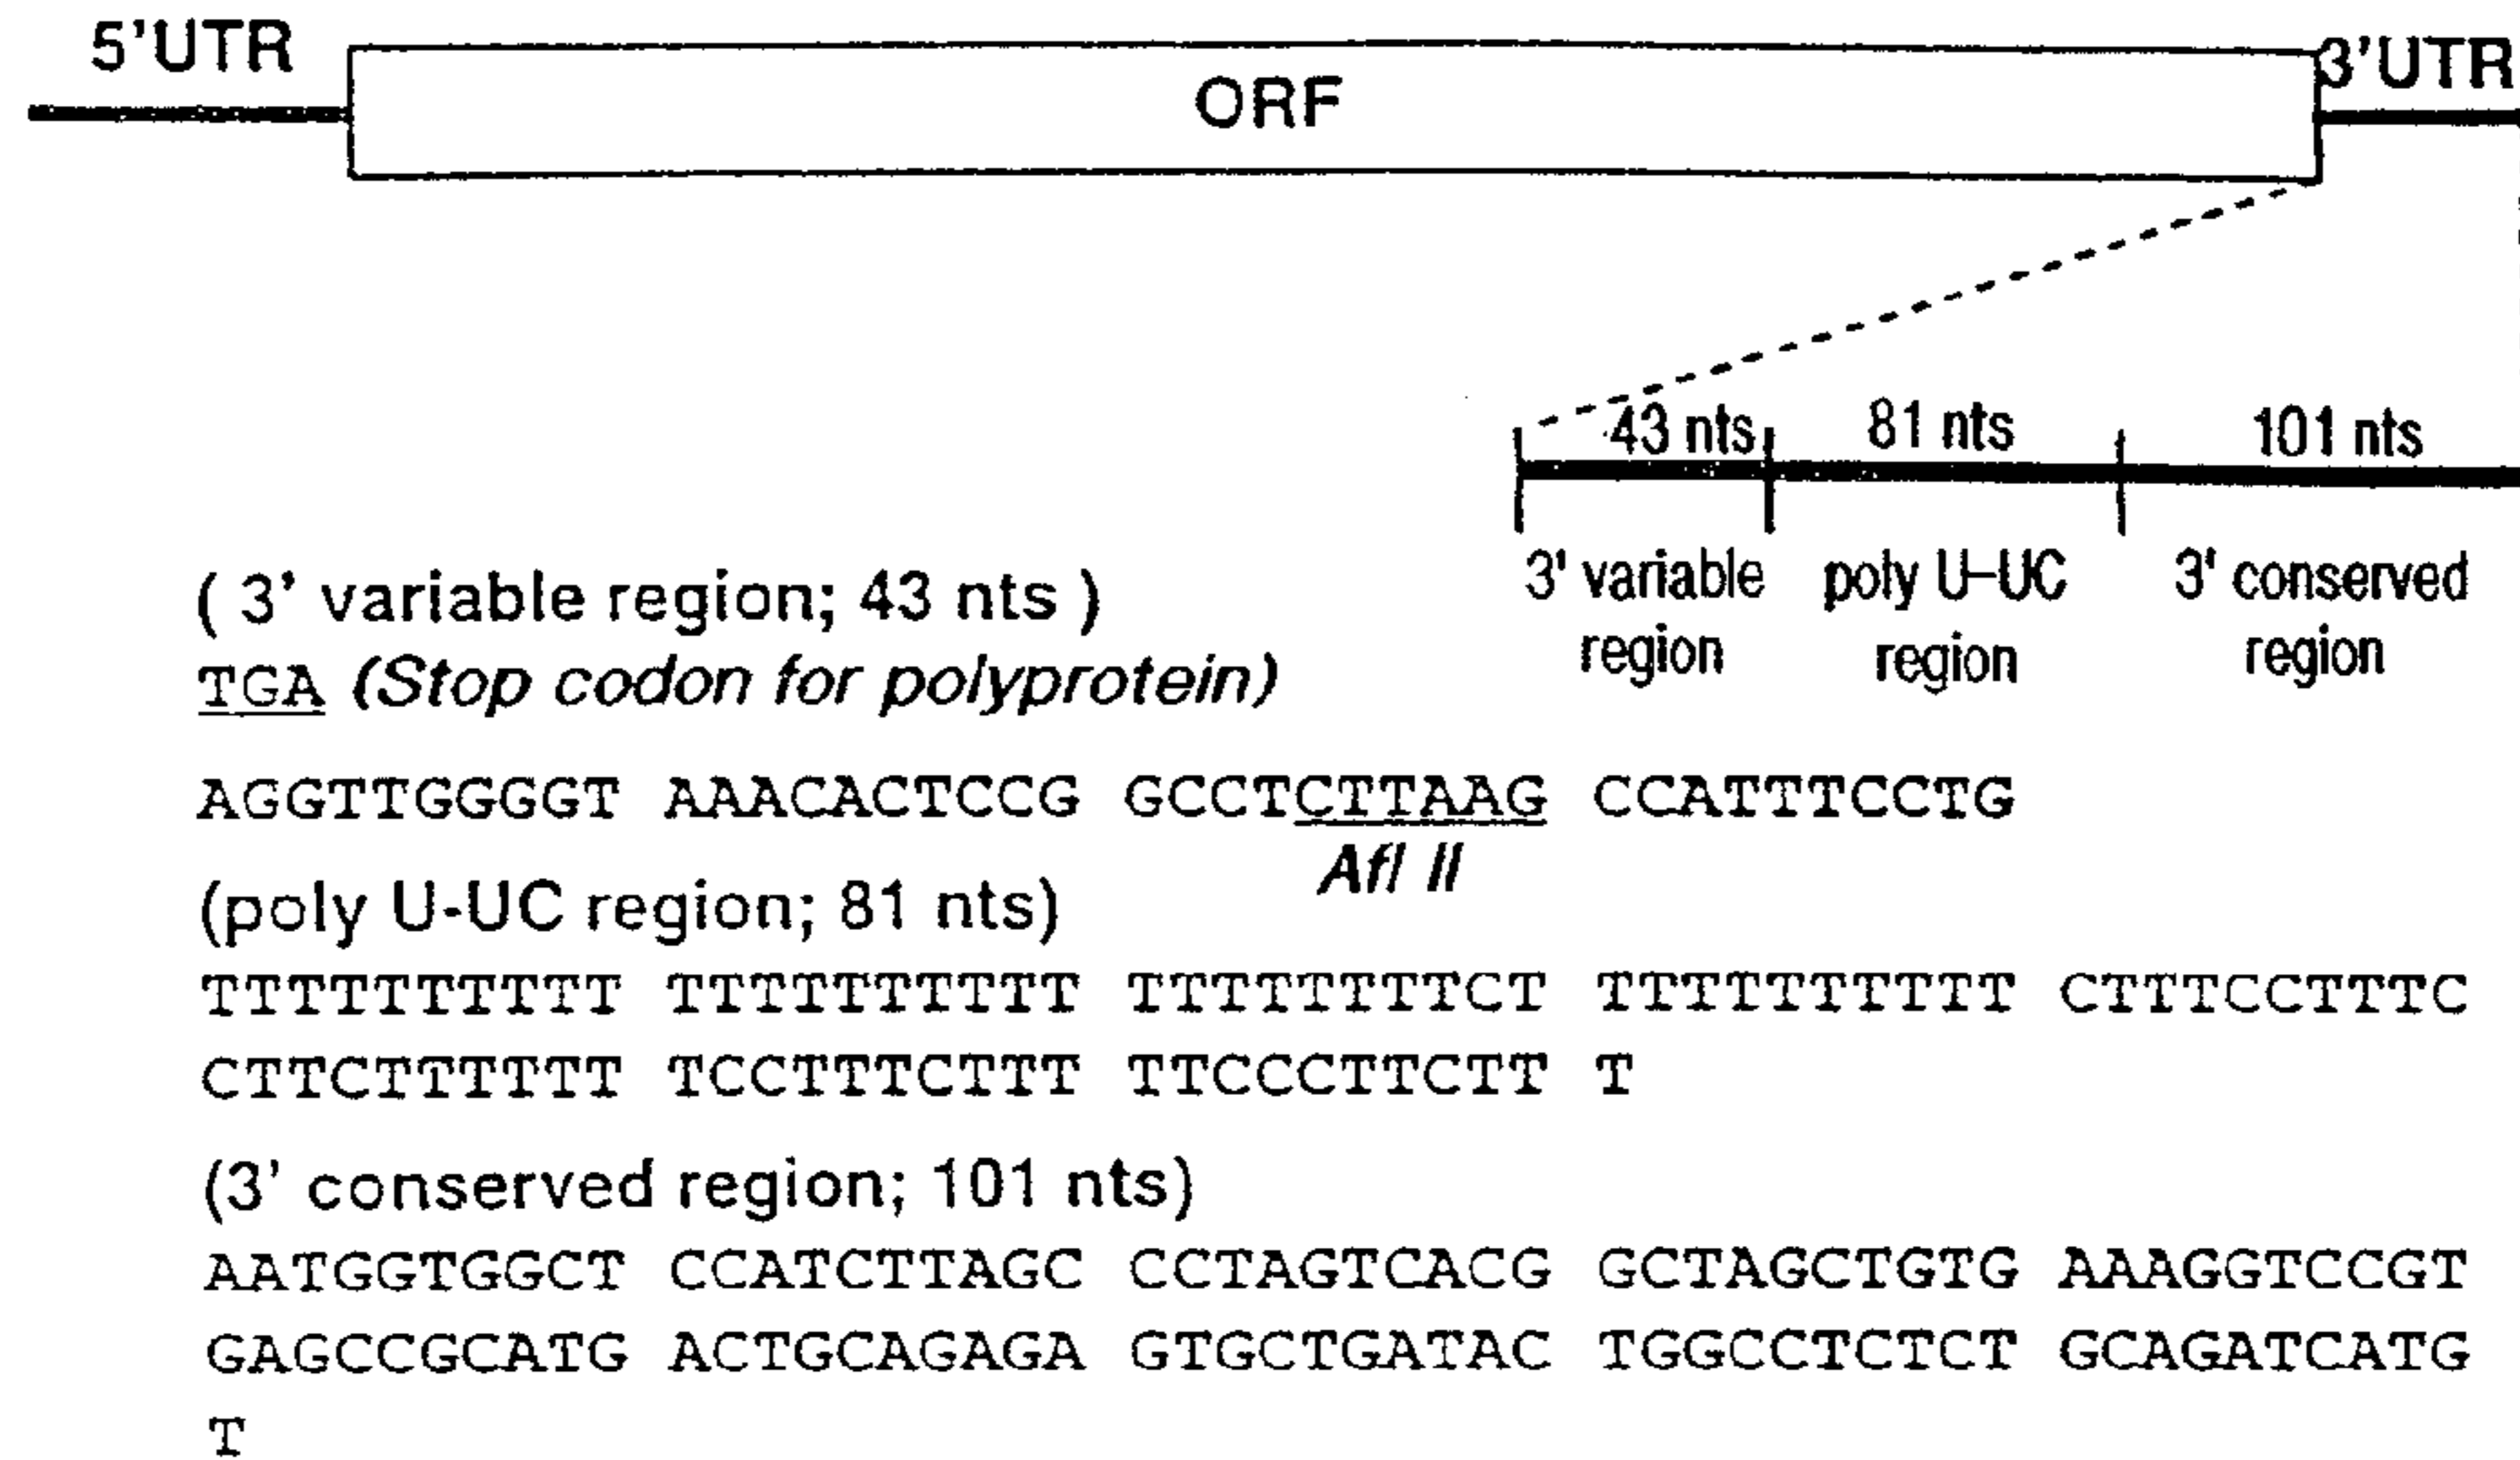 5'UTR ORF 3'UTR
43 nts 81 nts 101 nts
3' variable region poly U–UC region 3' conserved region
( 3' variable region; 43 nts )
TGA (Stop codon for polyprotein)
AGGTTGGGGT AAACACTCCG GCCTCTTAAG CCATTTCCTG
Afl II
(poly U-UC region; 81 nts)
TTTTTTTTTT TTTTTTTTTT TTTTTTTTCT TTTTTTTTTT CTTTCCTTTC
CTTCTTTTTT TCCTTTCTTT TTCCCTTCTT T
(3' conserved region; 101 nts)
AATGGTGGCT CCATCTTAGC CCTAGTCACG GCTAGCTGTG AAAGGTCCGT
GAGCCGCATG ACTGCAGAGA GTGCTGATAC TGGCCTCTCT GCAGATCATG
T